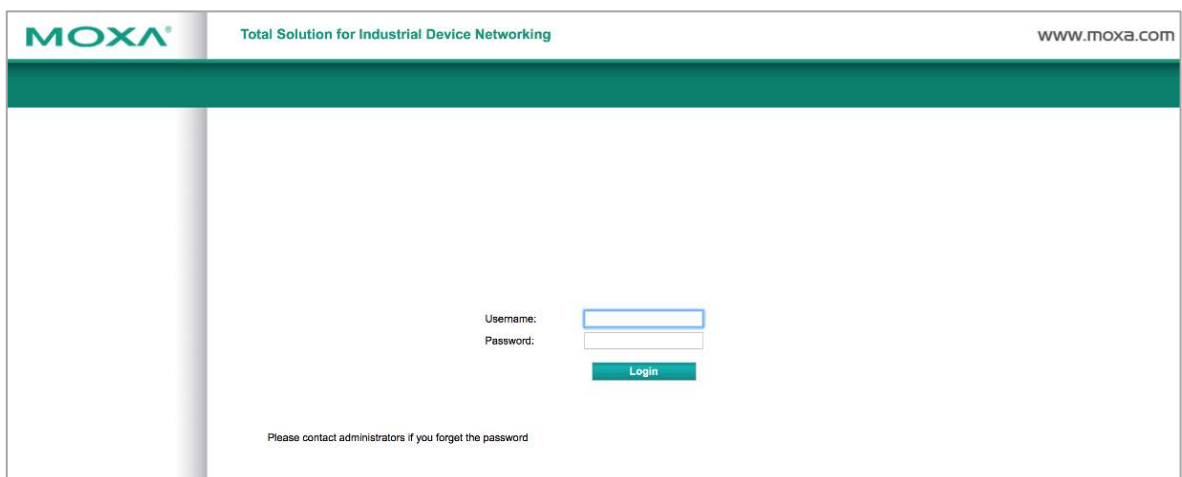 MOXA®
Total Solution for Industrial Device Networking
www.moxa.com
Username:
Password:
Login
Please contact administrators if you forget the password